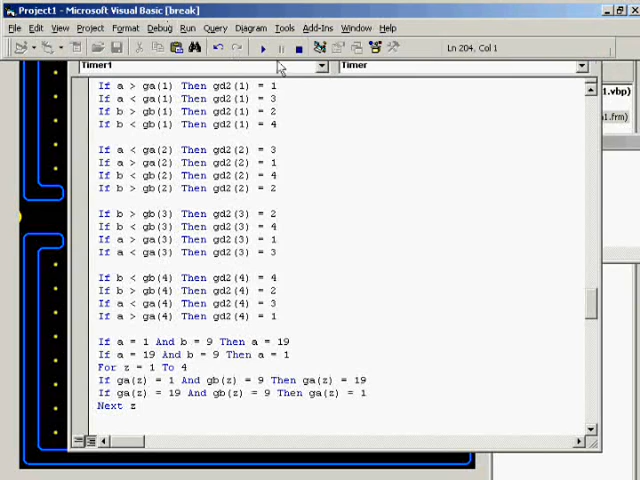 Project1 - Microsoft Visual Basic [break]
File Edit View Project Format Debug Run Query Diagram Tools Add-Ins Window Help
Ln 204, Col 1
Timer1 Timer
1.vbp)
a1.frm)
If a > ga(1) Then gd2(1) = 1
If a < ga(1) Then gd2(1) = 3
If b > gb(1) Then gd2(1) = 2
If b < gb(1) Then gd2(1) = 4
If a < ga(2) Then gd2(2) = 3
If a > ga(2) Then gd2(2) = 1
If b < gb(2) Then gd2(2) = 4
If b > gb(2) Then gd2(2) = 2
If b > gb(3) Then gd2(3) = 2
If b < gb(3) Then gd2(3) = 4
If a > ga(3) Then gd2(3) = 1
If a < ga(3) Then gd2(3) = 3
If b < gb(4) Then gd2(4) = 4
If b > gb(4) Then gd2(4) = 2
If a < ga(4) Then gd2(4) = 3
If a > ga(4) Then gd2(4) = 1
If a = 1 And b = 9 Then a = 19
If a = 19 And b = 9 Then a = 1
For z = 1 To 4
If ga(z) = 1 And gb(z) = 9 Then ga(z) = 19
If ga(z) = 19 And gb(z) = 9 Then ga(z) = 1
Next z